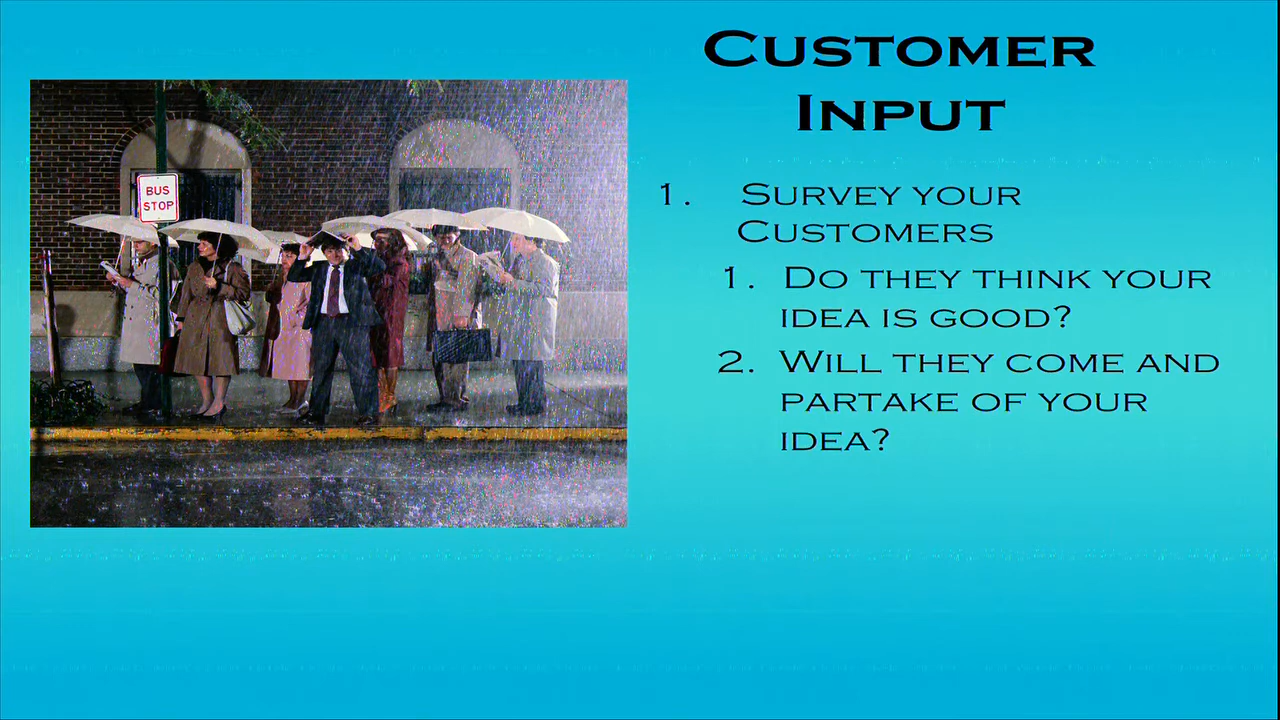 Customer
Input
BUS
STOP
1. Survey your
Customers
1. Do they think your
idea is good?
2. Will they come and
partake of your
idea?